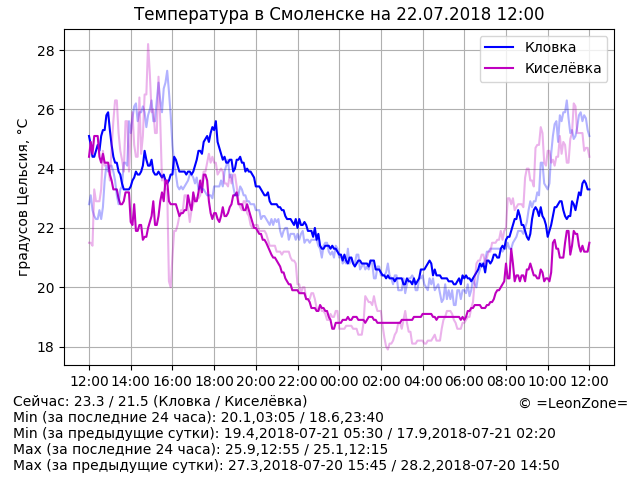 Температура в Смоленске на 22.07.2018 12:00
Кловка
Киселёвка
градусов Цельсия, °C
28
26
24
22
20
18
12:00 14:00 16:00 18:00 20:00 22:00 00:00 02:00 04:00 06:00 08:00 10:00 12:00
Сейчас: 23.3 / 21.5 (Кловка / Киселёвка)
© =LeonZone=
Min (за последние 24 часа): 20.1,03:05 / 18.6,23:40
Min (за предыдущие сутки): 19.4,2018-07-21 05:30 / 17.9,2018-07-21 02:20
Max (за последние 24 часа): 25.9,12:55 / 25.1,12:15
Max (за предыдущие сутки): 27.3,2018-07-20 15:45 / 28.2,2018-07-20 14:50